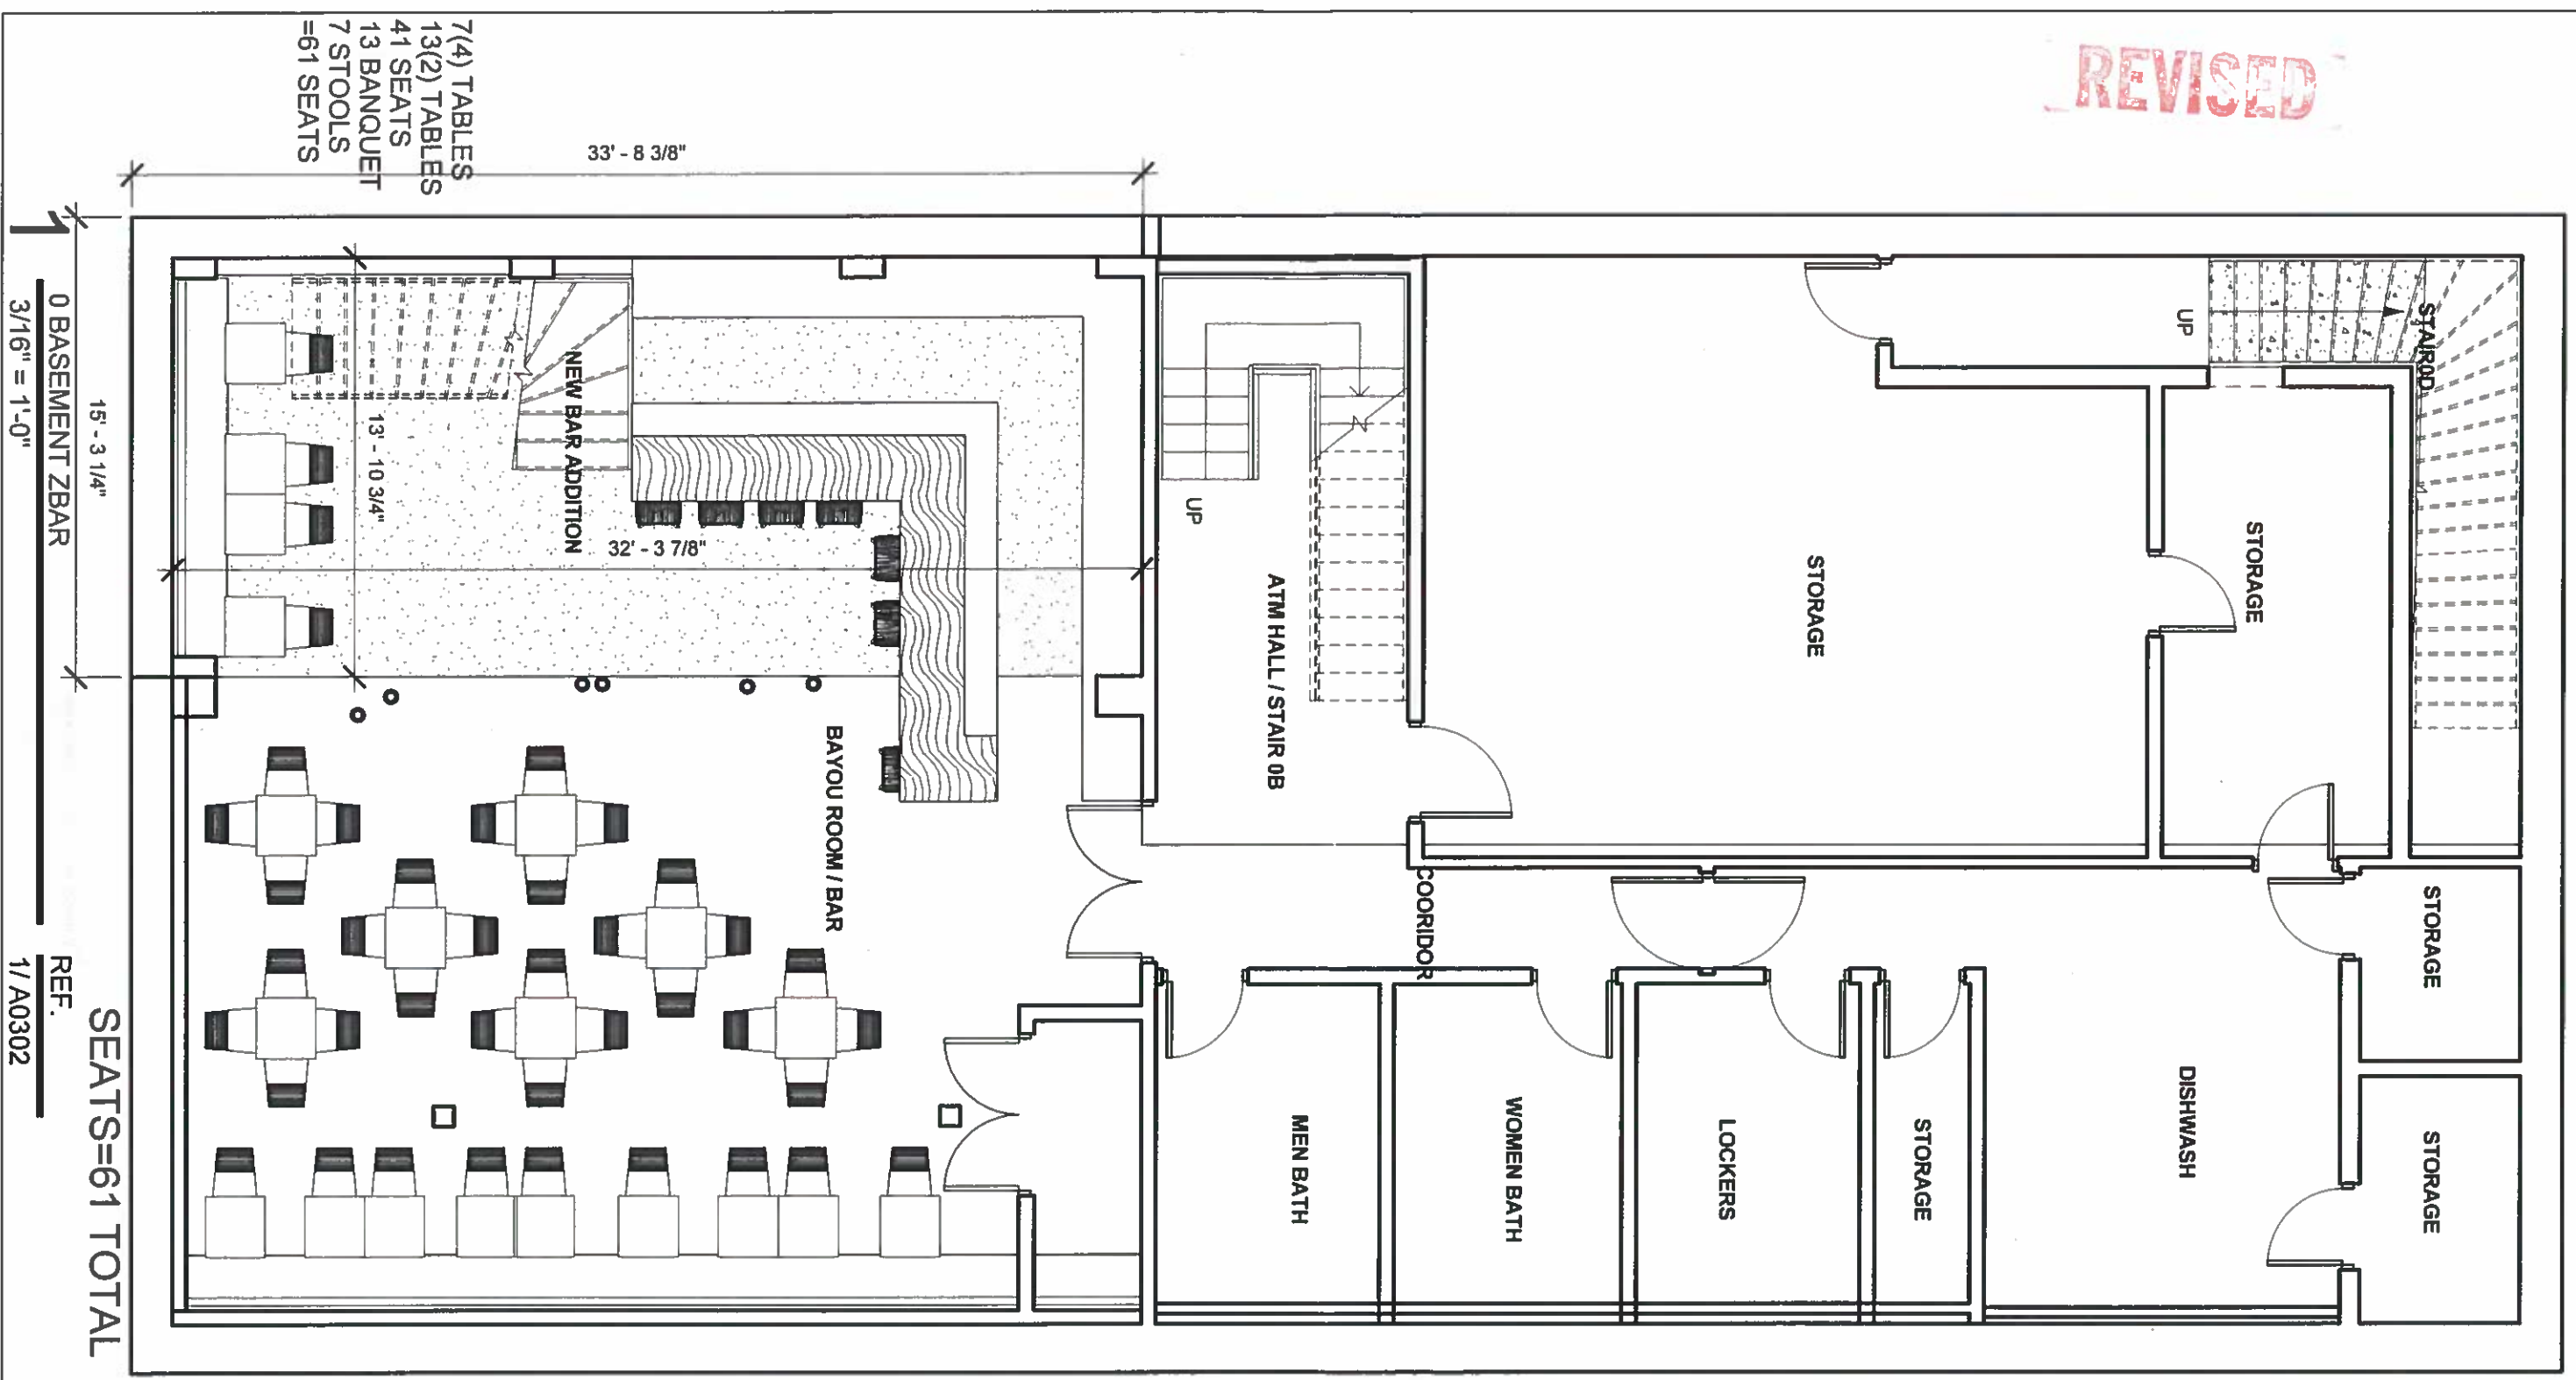 REVISED
7(4) TABLES
13(2) TABLES
41 SEATS
13 BANQUET
7 STOOLS
=61 SEATS
33' - 8 3/8"
15' - 3 1/4"
13' - 10 3/4"
32' - 3 7/8"
NEW BAR ADDITION
BAYOU ROOM / BAR
UP
ATM HALL / STAIR 0B
STORAGE
UP
STAIR0D
STORAGE
COORIDOR
STORAGE
MEN BATH
WOMEN BATH
LOCKERS
STORAGE
DISHWASH
STORAGE
SEATS=61 TOTAL
1
0 BASEMENT ZBAR
3/16" = 1'-0"
REF.
1/ A0302